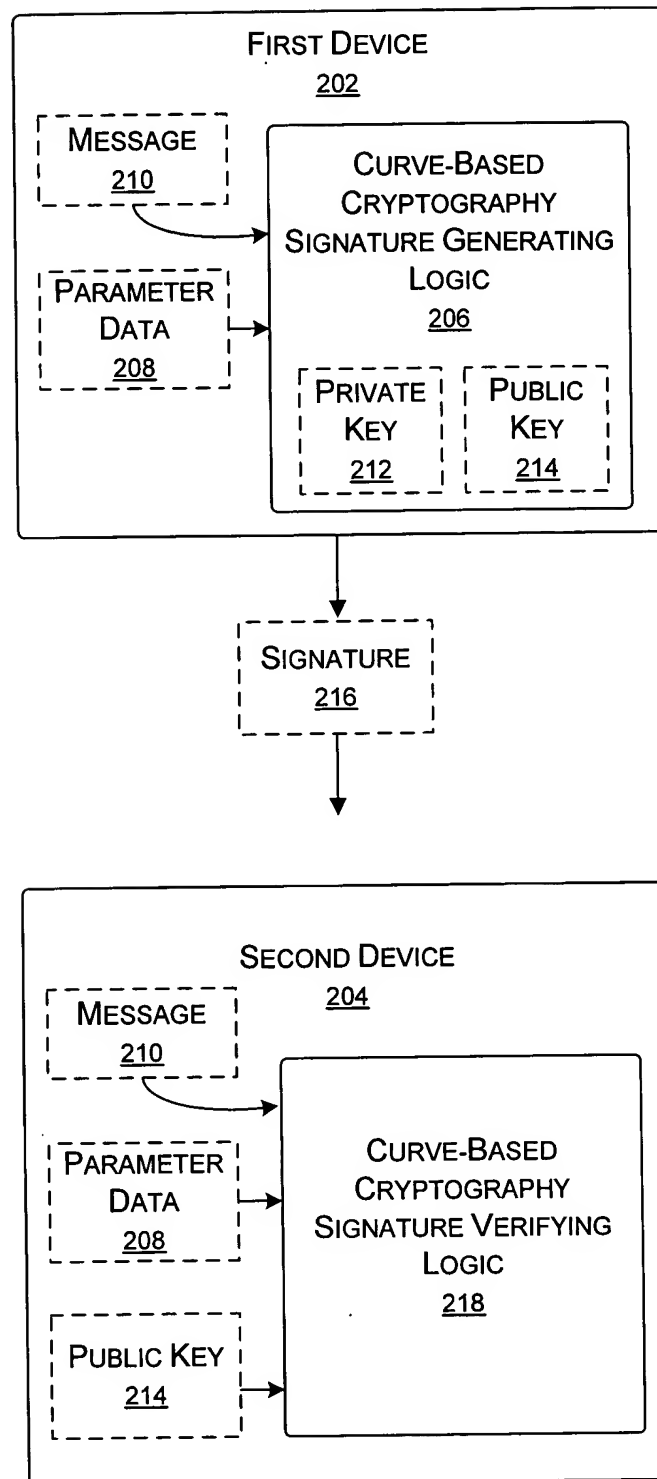 FIRST DEVICE
202
MESSAGE
210
PARAMETER
DATA
208
CURVE-BASED
CRYPTOGRAPHY
SIGNATURE GENERATING
LOGIC
206
PRIVATE
KEY
212
PUBLIC
KEY
214
SIGNATURE
216
SECOND DEVICE
204
MESSAGE
210
PARAMETER
DATA
208
PUBLIC KEY
214
CURVE-BASED
CRYPTOGRAPHY
SIGNATURE VERIFYING
LOGIC
218